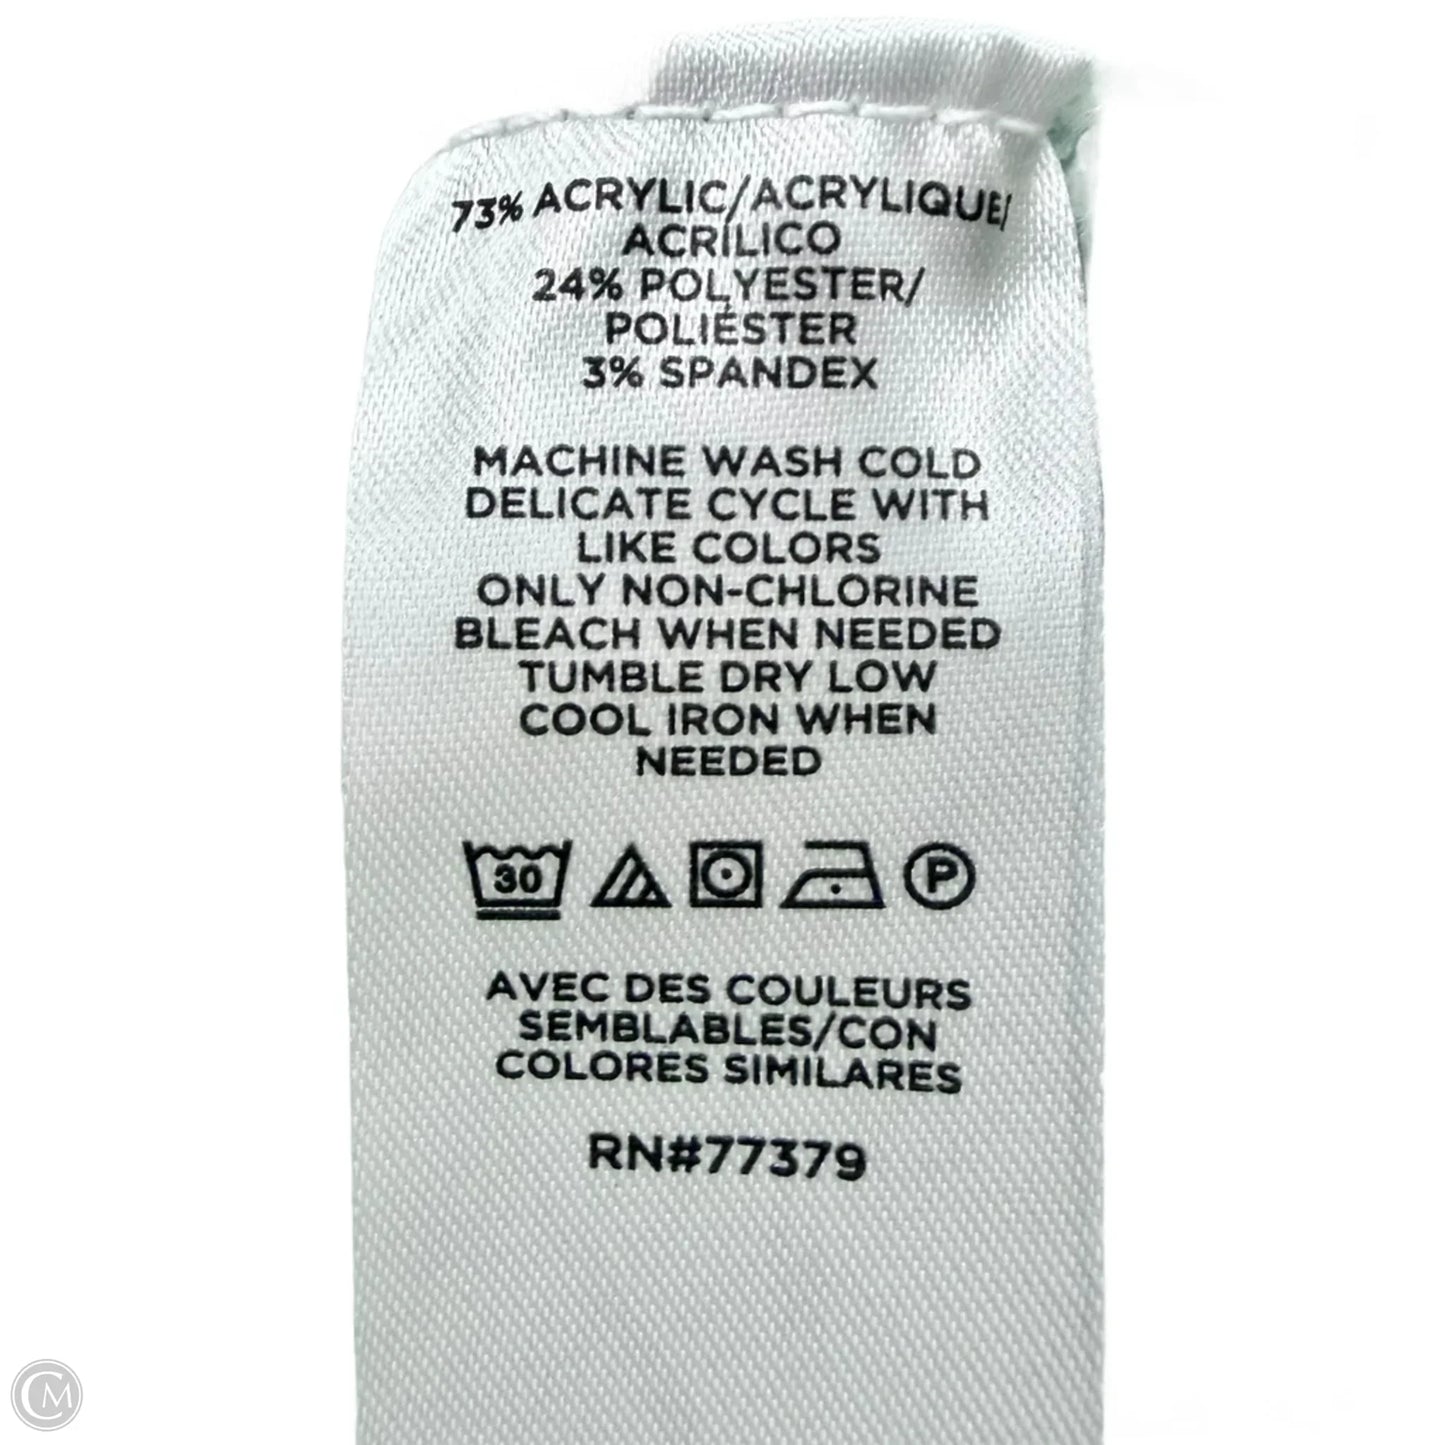 73% ACRYLIC/ACRYLIQUE/
ACRÍLICO
24% POLYESTER/
POLIÉSTER
3% SPANDEX
MACHINE WASH COLD
DELICATE CYCLE WITH
LIKE COLORS
ONLY NON-CHLORINE
BLEACH WHEN NEEDED
TUMBLE DRY LOW
COOL IRON WHEN
NEEDED
30 P
AVEC DES COULEURS
SEMBLABLES/CON
COLORES SIMILARES
RN#77379
CM